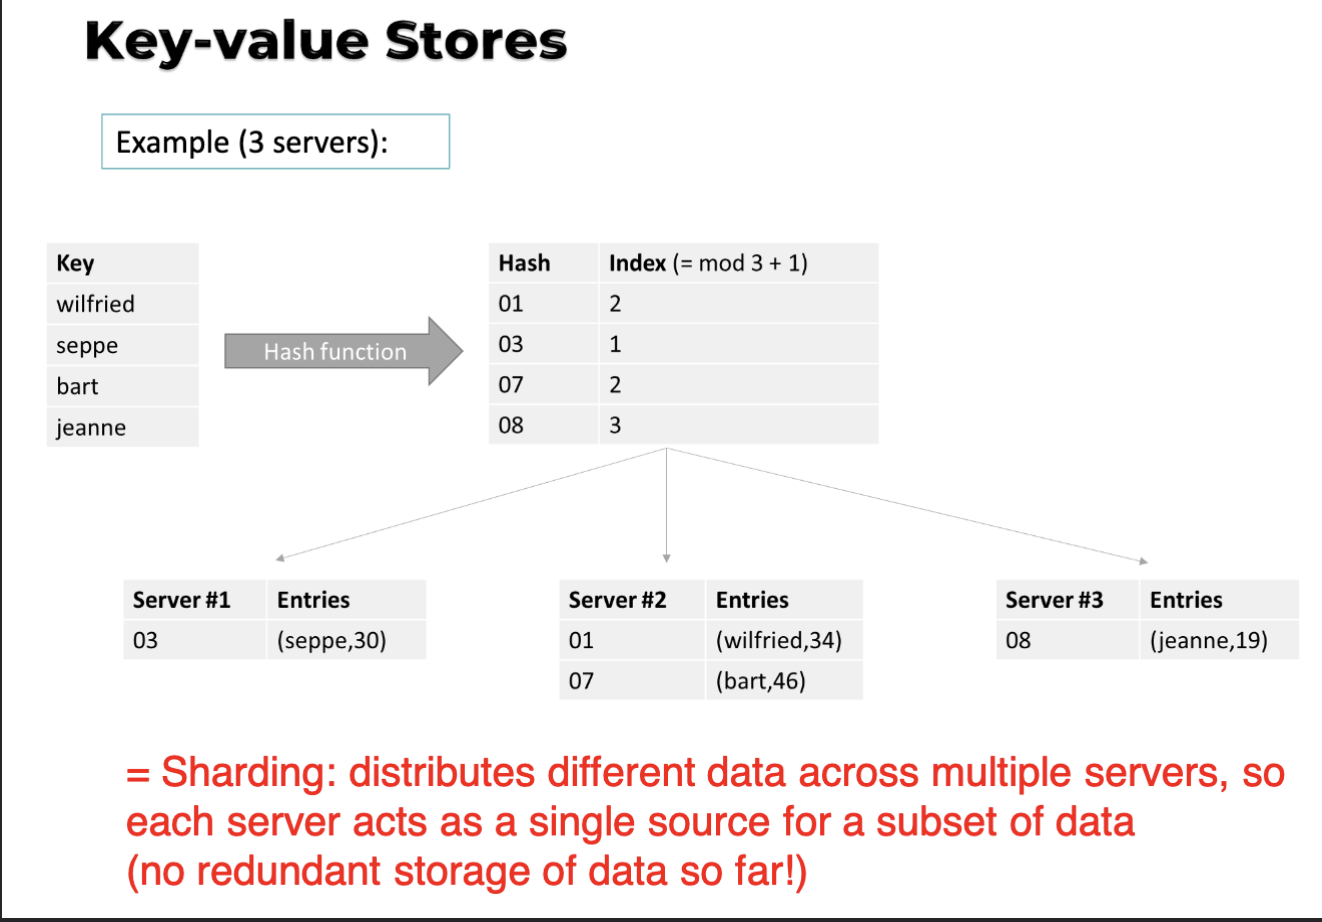 Key-value Stores
Example (3 servers):
Key
wilfried
seppe
bart
jeanne
Hash function
Hash Index (= mod 3 + 1)
01 2
03 1
07 2
08 3
Server #1 Entries
03 (seppe,30)
Server #2 Entries
01 (wilfried,34)
07 (bart,46)
Server #3 Entries
08 (jeanne,19)
= Sharding: distributes different data across multiple servers, so
each server acts as a single source for a subset of data
(no redundant storage of data so far!)